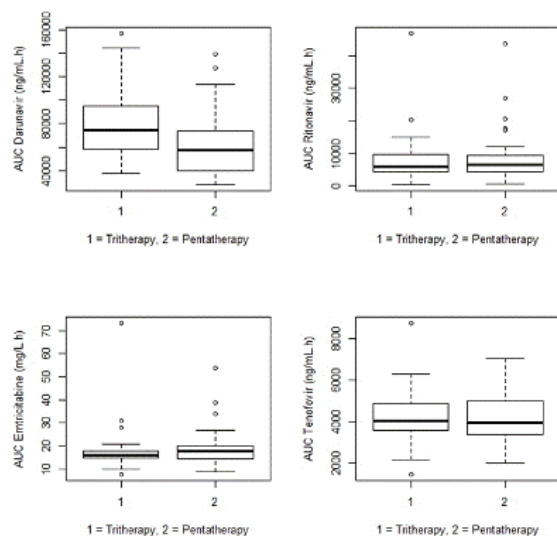 AUC Darunavir (ng/mL.h)
40000 80000 120000 160000
1 2
1 = Tritherapy, 2 = Pentatherapy
AUC Ritonavir (ng/mL.h)
0 10000 30000
1 2
1 = Tritherapy, 2 = Pentatherapy
AUC Emtricitabine (mg/L.h)
10 20 30 40 50 60 70
1 2
1 = Tritherapy, 2 = Pentatherapy
AUC Tenofovir (ng/mL.h)
2000 4000 6000 8000
1 2
1 = Tritherapy, 2 = Pentatherapy